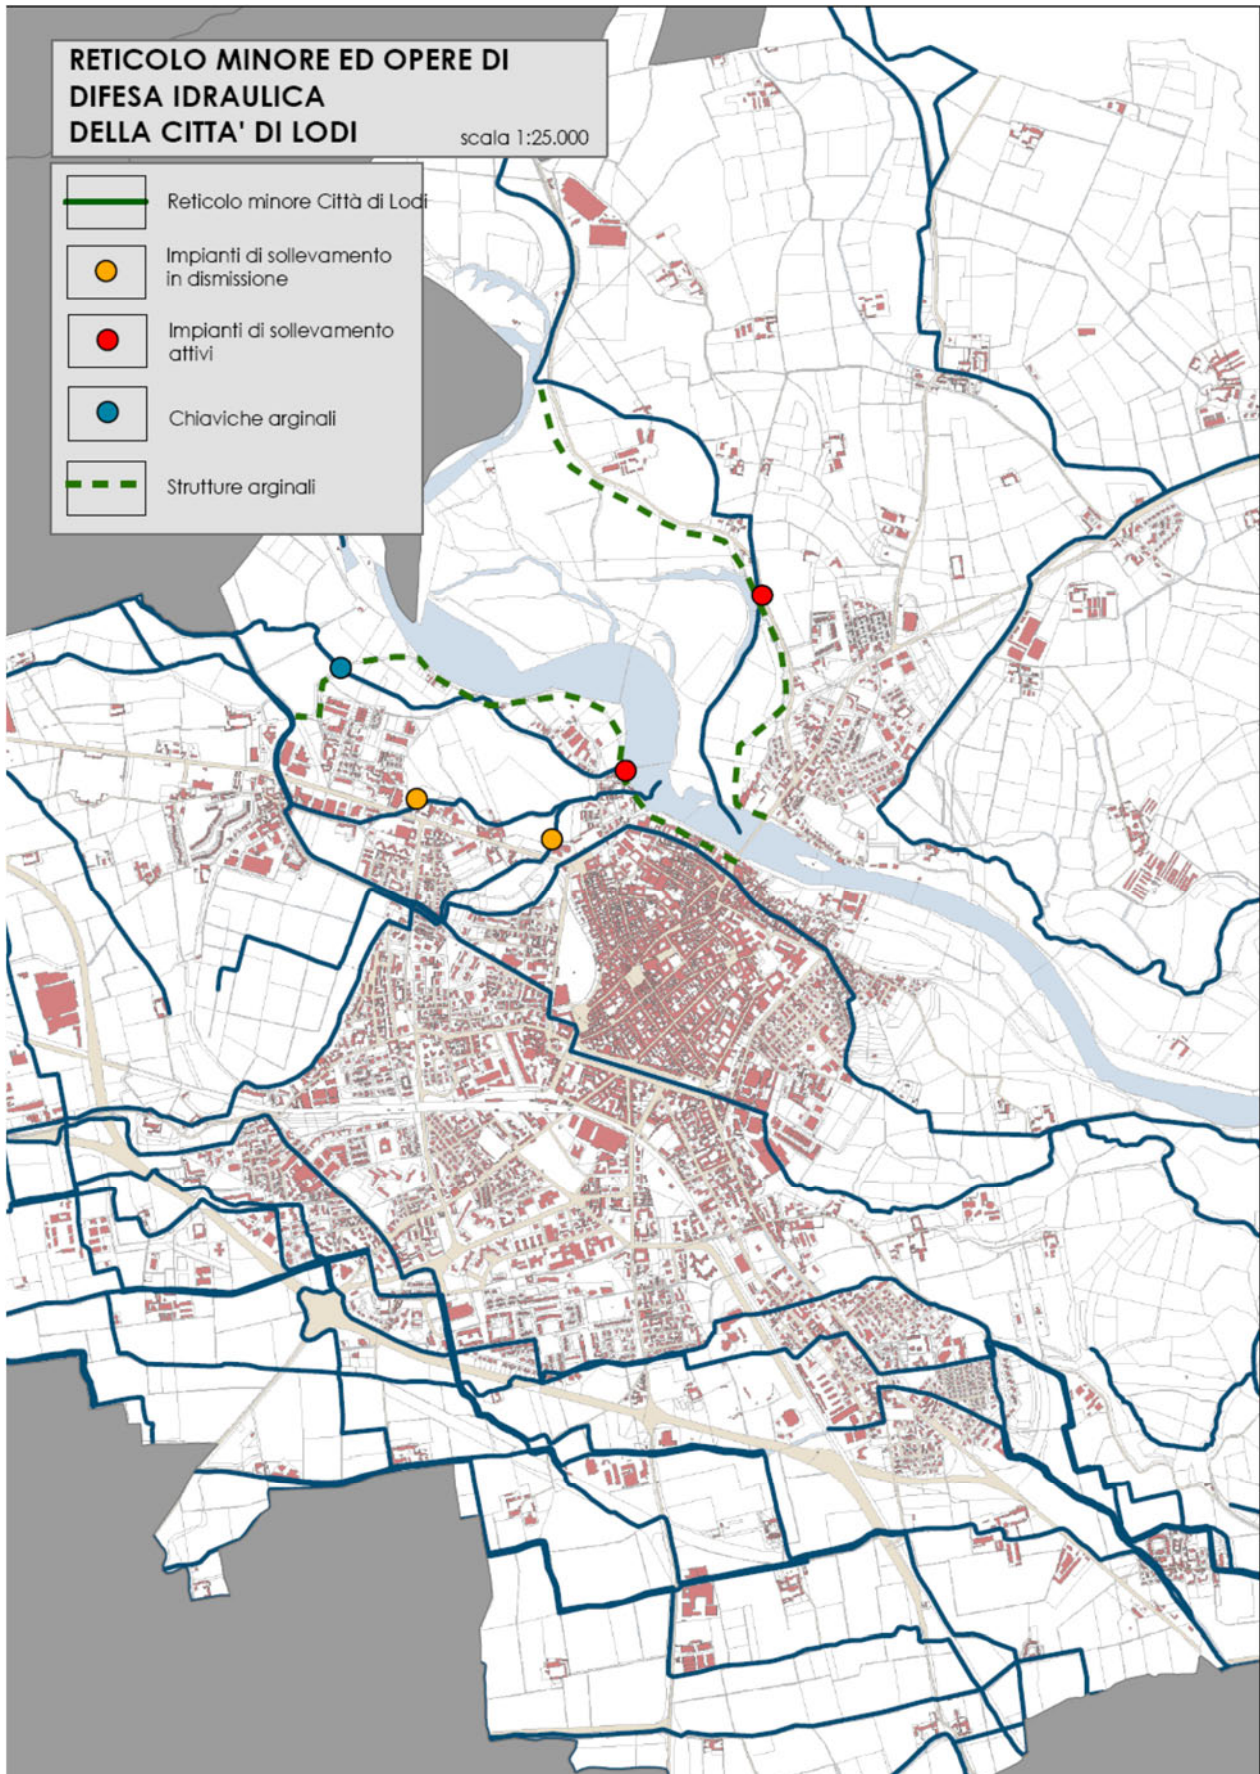 RETICOLO MINORE ED OPERE DI
DIFESA IDRAULICA
DELLA CITTA' DI LODI
scala 1:25.000
Reticolo minore Città di Lodi
Impianti di sollevamento
in dismissione
Impianti di sollevamento
attivi
Chiaviche arginali
Strutture arginali